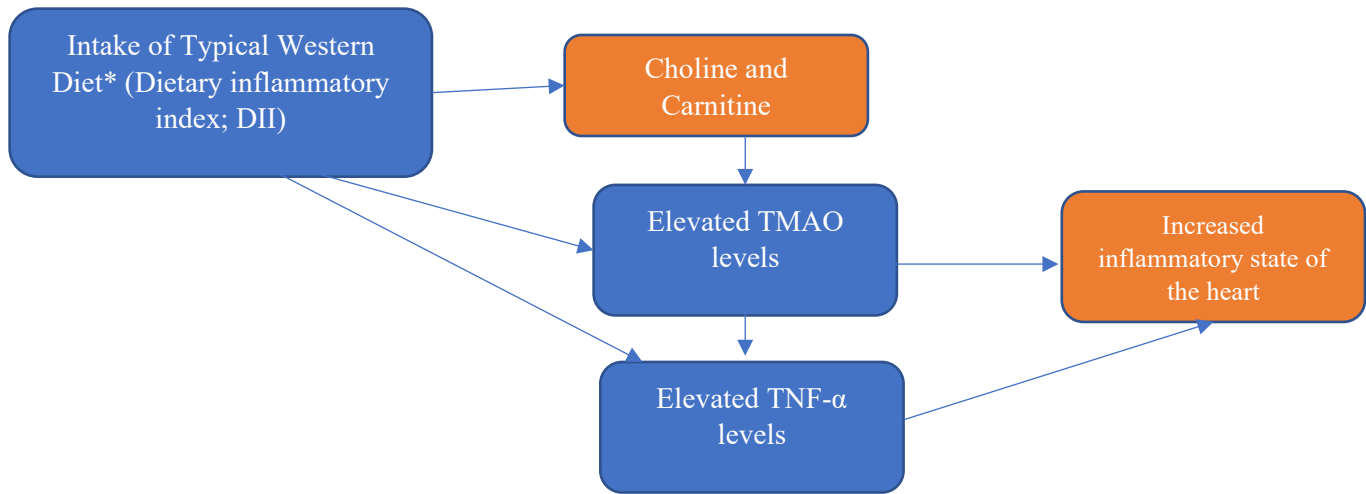 Intake of Typical Western
Diet* (Dietary inflammatory
index; DII)
Choline and
Carnitine
Elevated TMAO
levels
Increased
inflammatory state of
the heart
Elevated TNF-α
levels